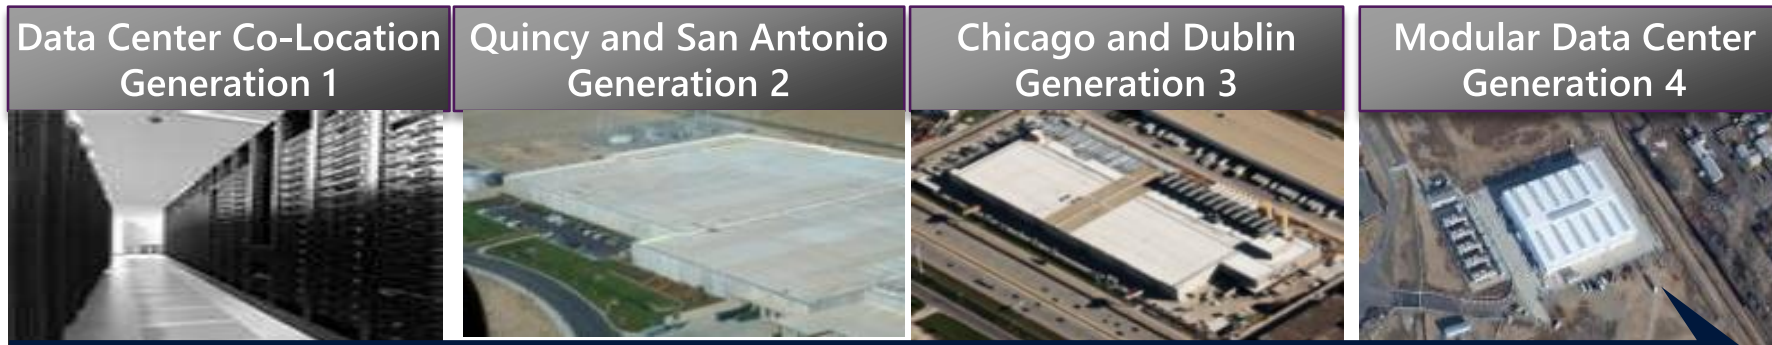 Data Center Co-Location
Generation 1
Quincy and San Antonio
Generation 2
Chicago and Dublin
Generation 3
Modular Data Center
Generation 4